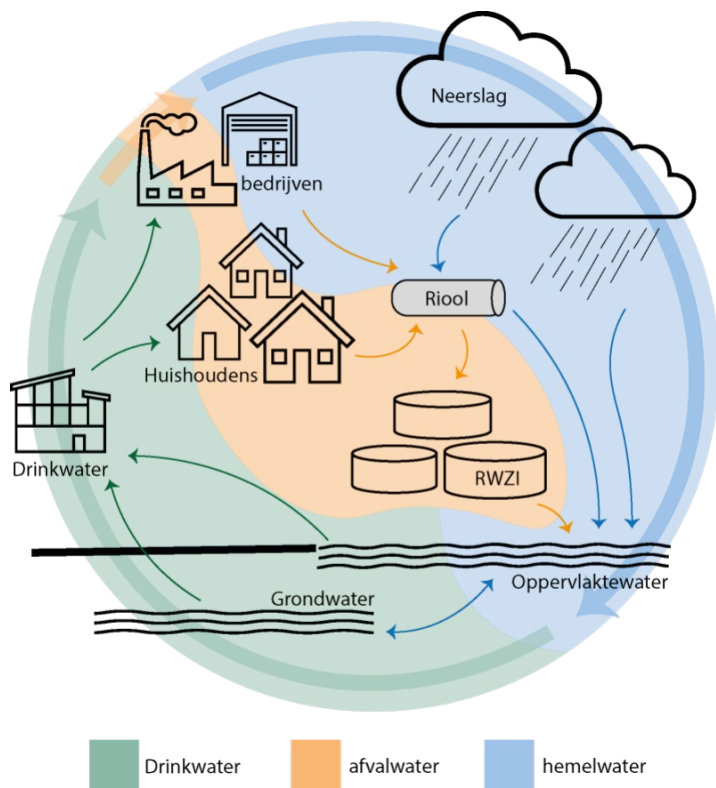 Neerslag
bedrijven
Riool
Huishoudens
Drinkwater
RWZI
Oppervlaktewater
Grondwater
Drinkwater
afvalwater
hemelwater